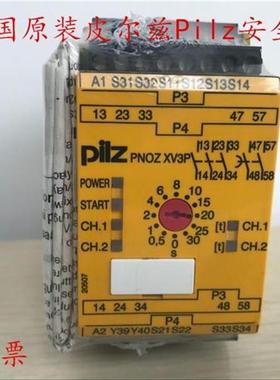 国原装皮尔兹Pilz安全
A1 S31S32S11S12S13S14
P3
13 23 33 47 57
P4
pilz
PNOZ XV3P
13 23 33 47 57
14 24 34 48 58
POWER
START
CH.1
CH.2
6 8 10
5 15
4 20
3 25
2 30
1 0,5 0
s
[t] CH.1
[t] CH.2
20507
P3
14 24 34 48 58
P4
A2 Y39Y40S21S22 S33S34
票